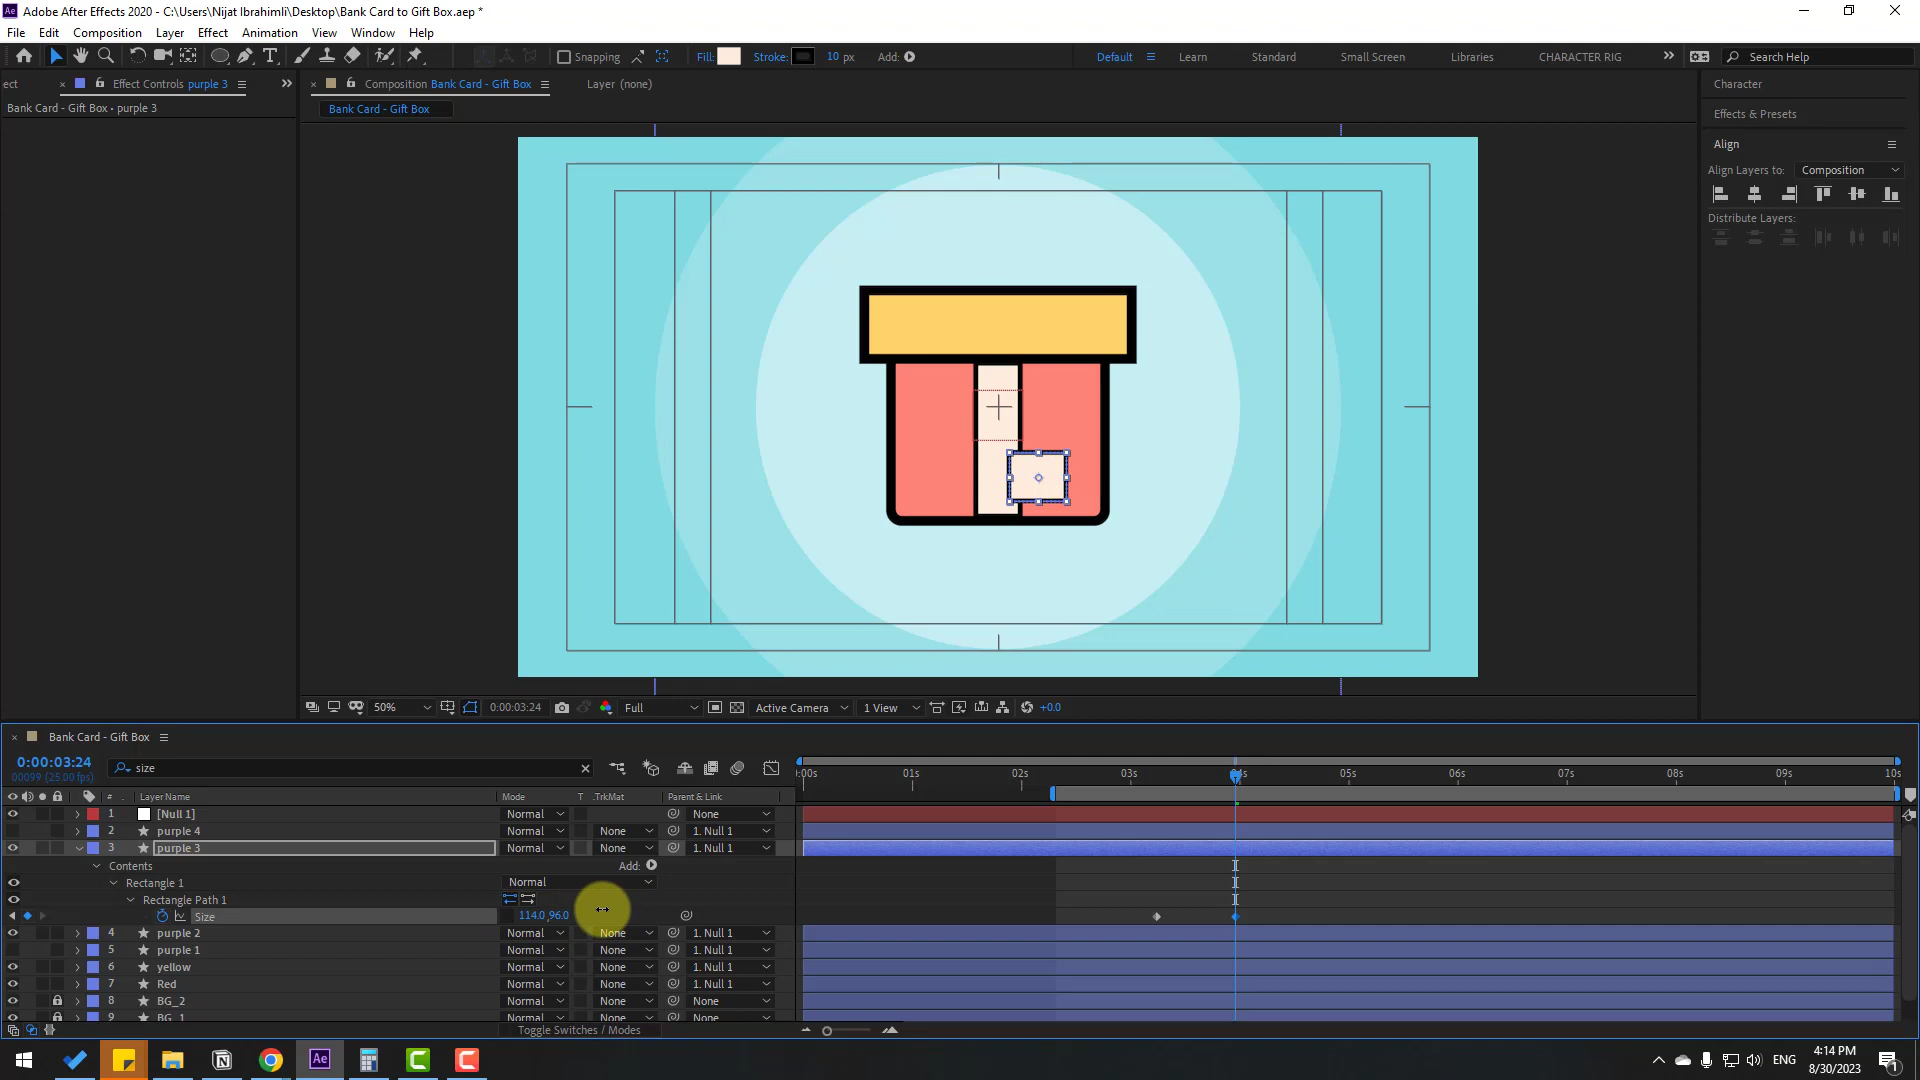 Adobe After Effects 2020 - C:\Users\Nijat Ibrahimli\Desktop\Bank Card to Gift Box.aep *
File Edit Composition Layer Effect Animation View Window Help
Snapping Fill: Stroke: 10 px Add: Default Learn Standard Small Screen Libraries CHARACTER RIG Search Help
ect Effect Controls purple 3 Composition Bank Card - Gift Box Layer (none) Character
Bank Card - Gift Box • purple 3 Bank Card - Gift Box Effects & Presets
Align
Align Layers to: Composition
Distribute Layers:
50% 0:00:03:24 Full Active Camera 1 View +0.0
Bank Card - Gift Box
0:00:03:24 size
00099 (25.00 fps)
:00s 01s 02s 03s 04s 05s 06s 07s 08s 09s 10s
# Layer Name Mode T .TrkMat Parent & Link
1 [Null 1] Normal None
2 purple 4 Normal None 1. Null 1
3 purple 3 Normal None 1. Null 1
Contents Add:
Rectangle 1 Normal
Rectangle Path 1
Size 114.0,96.0
4 purple 2 Normal None 1. Null 1
5 purple 1 Normal None 1. Null 1
6 yellow Normal None 1. Null 1
7 Red Normal None 1. Null 1
8 BG_2 Normal None None
9 BG_1 Normal None None
Toggle Switches / Modes
Ae ENG 4:14 PM
8/30/2023